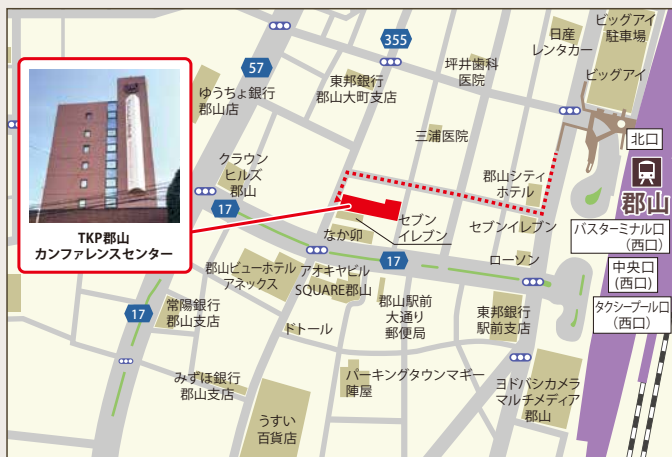 ビッグアイ
駐車場
日産
レンタカー
ビッグアイ
355
坪井歯科
医院
57
東邦銀行
郡山大町支店
ゆうちょ銀行
郡山店
三浦医院
北口
クラウン
ヒルズ
郡山
郡山シティ
ホテル
郡山
17
セブン
イレブン
セブンイレブン
バスターミナル口
(西口)
なか卯
TKP郡山
カンファレンスセンター
17
ローソン
中央口
(西口)
郡山ビューホテル
アネックス
アオキヤビル
SQUARE郡山
郡山駅前
大通り
郵便局
東邦銀行
駅前支店
タクシープール口
(西口)
17
常陽銀行
郡山支店
ドトール
みずほ銀行
郡山支店
パーキングタウンマギー
陣屋
ヨドバシカメラ
マルチメディア
郡山
うすい
百貨店